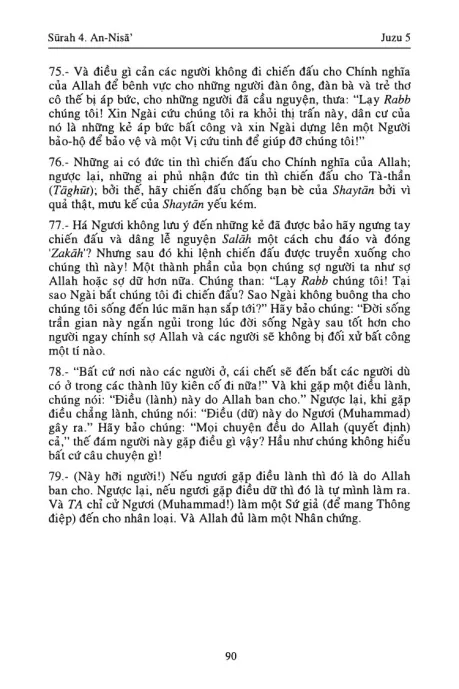 Sūrah 4. An-Nisā’ Juzu 5
75.- Và điều gì cản các người không đi chiến đấu cho Chính nghĩa
của Allah để bênh vực cho những người đàn ông, đàn bà và trẻ thơ
cô thế bị áp bức, cho những người đã cầu nguyện, thưa: “Lạy Rabb
chúng tôi! Xin Ngài cứu chúng tôi ra khỏi thị trấn này, dân cư của
nó là những kẻ áp bức bất công và xin Ngài dựng lên một Người
bảo-hộ để bảo vệ và một Vị cứu tinh để giúp đỡ chúng tôi!”
76.- Những ai có đức tin thì chiến đấu cho Chính nghĩa của Allah;
ngược lại, những ai phủ nhận đức tin thì chiến đấu cho Tà-thần
(Tāghūt); bởi thế, hãy chiến đấu chống bạn bè của Shaytān bởi vì
quả thật, mưu kế của Shaytān yếu kém.
77.- Há Ngươi không lưu ý đến những kẻ đã được bảo hãy ngưng tay
chiến đấu và dâng lễ nguyện Salāh một cách chu đáo và đóng
'Zakāh'? Nhưng sau đó khi lệnh chiến đấu được truyền xuống cho
chúng thì này! Một thành phần của bọn chúng sợ người ta như sợ
Allah hoặc sợ dữ hơn nữa. Chúng than: “Lạy Rabb chúng tôi! Tại
sao Ngài bắt chúng tôi đi chiến đấu? Sao Ngài không buông tha cho
chúng tôi sống đến lúc mãn hạn sắp tới?” Hãy bảo chúng: “Đời sống
trần gian này ngắn ngủi trong lúc đời sống Ngày sau tốt hơn cho
người ngay chính sợ Allah và các người sẽ không bị đối xử bất công
một tí nào.
78.- “Bất cứ nơi nào các người ở, cái chết sẽ đến bắt các người dù
có ở trong các thành lũy kiên cố đi nữa!” Và khi gặp một điều lành,
chúng nói: “Điều (lành) này do Allah ban cho.” Ngược lại, khi gặp
điều chẳng lành, chúng nói: “Điều (dữ) này do Ngươi (Muhammad)
gây ra.” Hãy bảo chúng: “Mọi chuyện đều do Allah (quyết định)
cả,” thế đám người này gặp điều gì vậy? Hầu như chúng không hiểu
bất cứ câu chuyện gì!
79.- (Này hỡi người!) Nếu ngươi gặp điều lành thì đó là do Allah
ban cho. Ngược lại, nếu ngươi gặp điều dữ thì đó là tự mình làm ra.
Và TA chỉ cử Ngươi (Muhammad!) làm một Sứ giả (để mang Thông
điệp) đến cho nhân loại. Và Allah đủ làm một Nhân chứng.
90